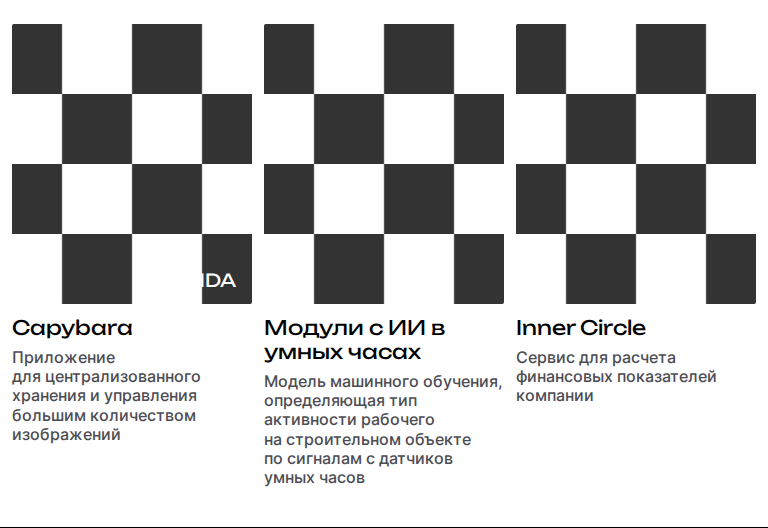 Capybara
Приложение
для централизованного
хранения и управления
большим количеством
изображений
Модули с ИИ в
умных часах
Модель машинного обучения,
определяющая тип
активности рабочего
на строительном объекте
по сигналам с датчиков
умных часов
Inner Circle
Сервис для расчета
финансовых показателей
компании